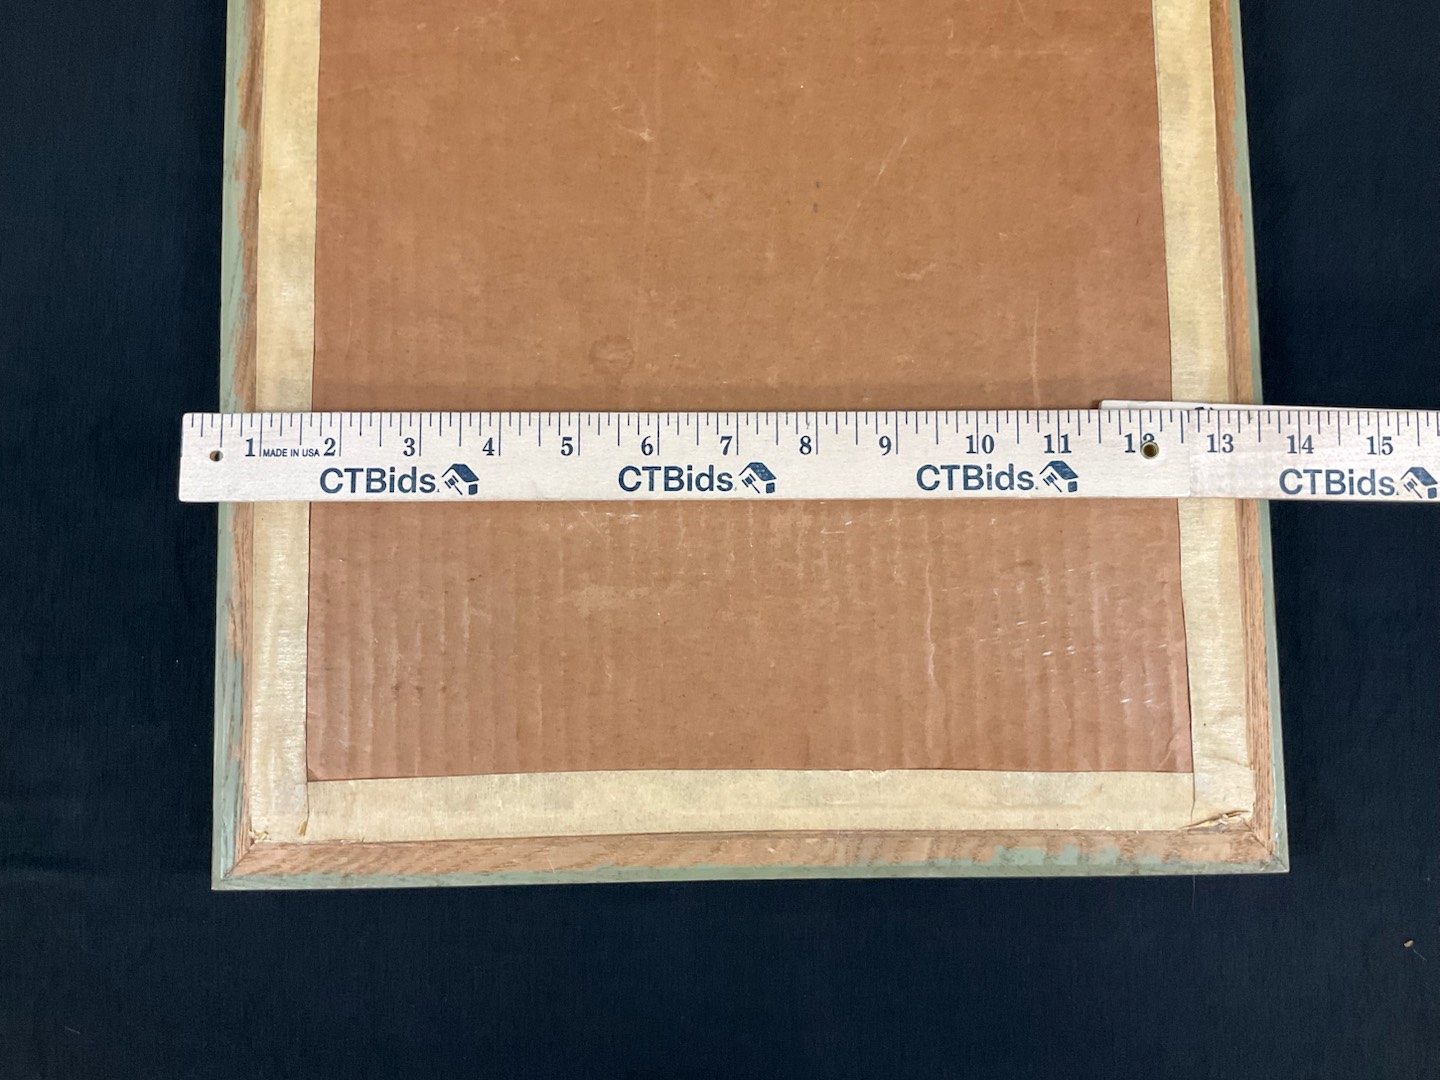 1 MADE IN USA 2 3 4 5 6 7 8 9 10 11 12 13 14 15
CTBids. CTBids. CTBids. CTBids.